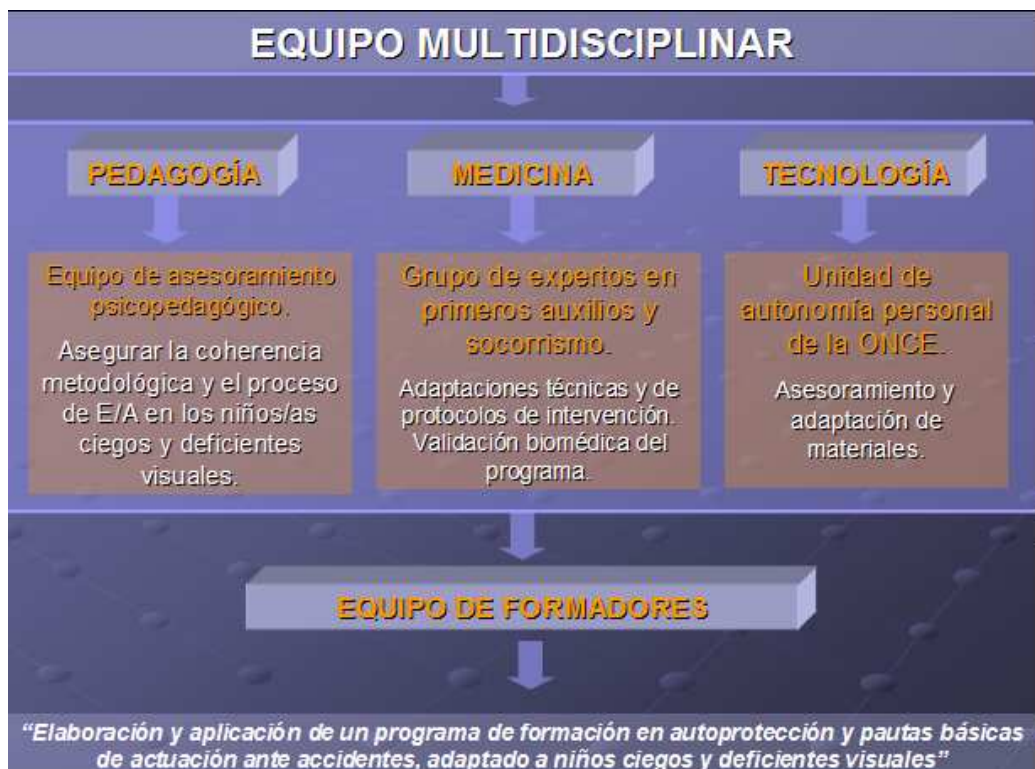 EQUIPO MULTIDISCIPLINAR
PEDAGOGÍA
Equipo de asesoramiento
psicopedagógico.
Asegurar la coherencia
metodológica y el proceso
de E/A en los niños/as
ciegos y deficientes
visuales.
MEDICINA
Grupo de expertos en
primeros auxilios y
socorrismo.
Adaptaciones técnicas y de
protocolos de intervención.
Validación biomédica del
programa.
TECNOLOGÍA
Unidad de
autonomía personal
de la ONCE.
Asesoramiento y
adaptación de
materiales.
EQUIPO DE FORMADORES
“Elaboración y aplicación de un programa de formación en autoprotección y pautas básicas
de actuación ante accidentes, adaptado a niños ciegos y deficientes visuales”